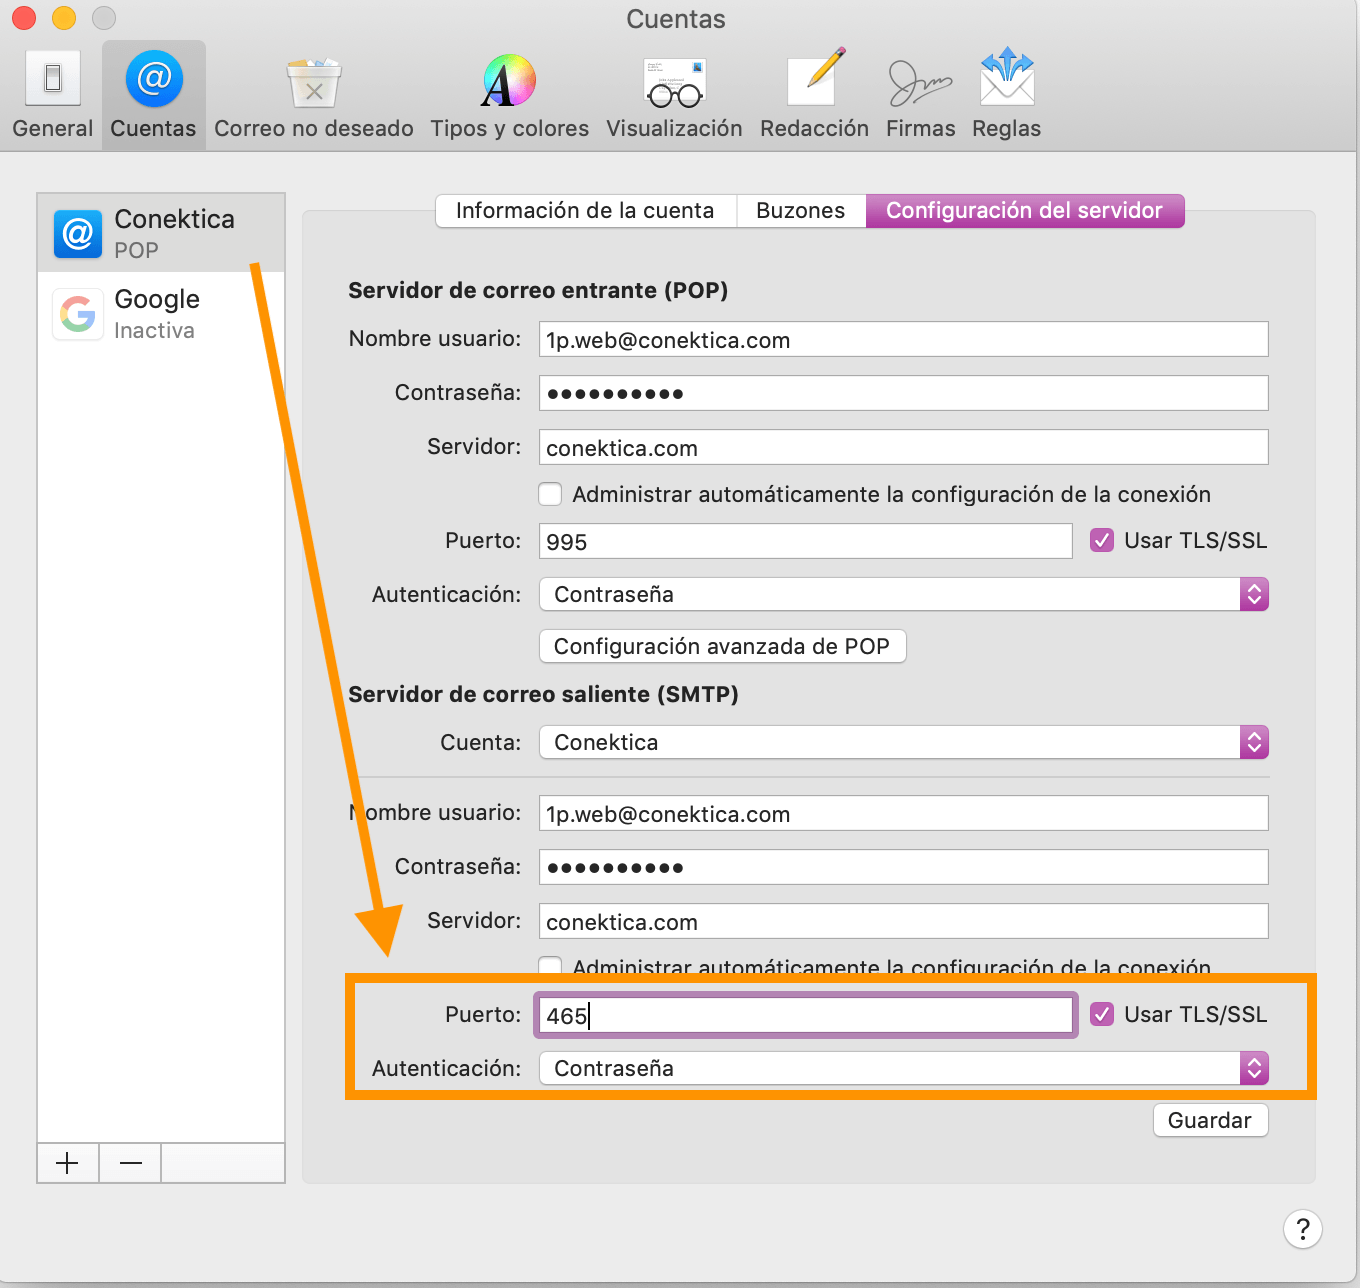 Cuentas
General
Cuentas
Correo no deseado
Tipos y colores
Visualización
Redacción
Firmas
Reglas
Conektica
POP
Google
Inactiva
Información de la cuenta
Buzones
Configuración del servidor
Servidor de correo entrante (POP)
Nombre usuario: 1p.web@conektica.com
Contraseña: ●●●●●●●●●●
Servidor: conektica.com
Administrar automáticamente la configuración de la conexión
Puerto: 995 Usar TLS/SSL
Autenticación: Contraseña
Configuración avanzada de POP
Servidor de correo saliente (SMTP)
Cuenta: Conektica
Nombre usuario: 1p.web@conektica.com
Contraseña: ●●●●●●●●●●
Servidor: conektica.com
Administrar automáticamente la configuración de la conexión
Puerto: 465 Usar TLS/SSL
Autenticación: Contraseña
Guardar
?